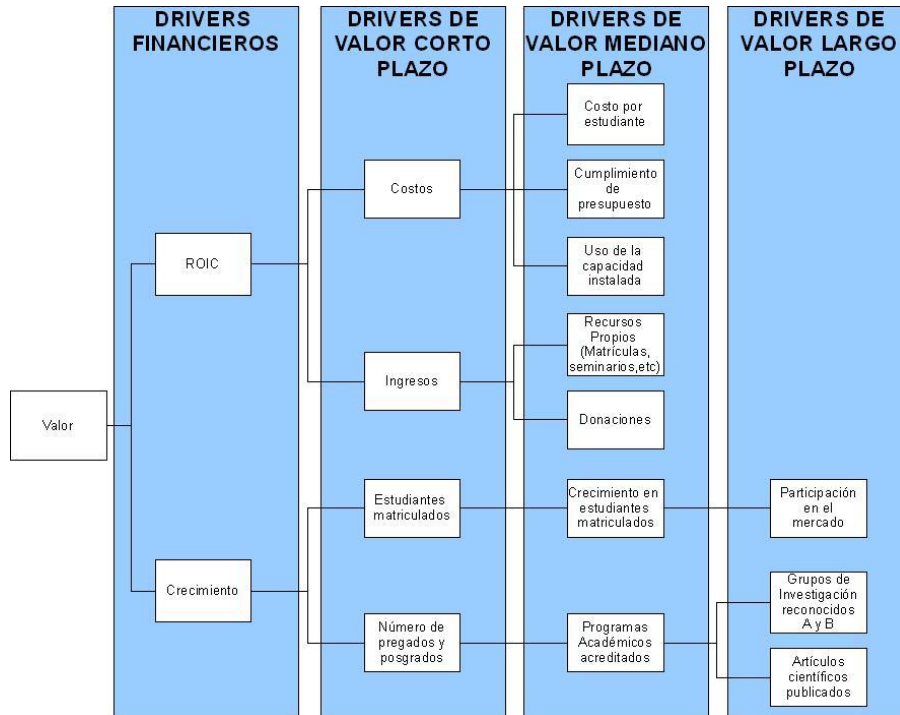 DRIVERS
FINANCIEROS
DRIVERS DE
VALOR CORTO
PLAZO
DRIVERS DE
VALOR MEDIANO
PLAZO
DRIVERS DE
VALOR LARGO
PLAZO
Costo por
estudiante
Costos
Cumplimiento
de
presupuesto
ROIC
Uso de la
capacidad
instalada
Recursos
Propios
(Matrículas,
seminarios,etc)
Ingresos
Donaciones
Valor
Estudiantes
matriculados
Crecimiento en
estudiantes
matriculados
Participación
en el
mercado
Crecimiento
Grupos de
Investigación
reconocidos
A y B
Número de
pregados y
posgrados
Programas
Académicos
acreditados
Artículos
científicos
publicados